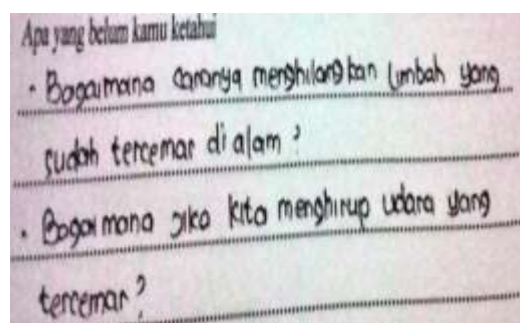 Apa yang belum kamu ketahui
• Bagaimana caranya menghilangkan limbah yang
sudah tercemar di alam ?
• Bagaimana jika kita menghirup udara yang
tercemar ?